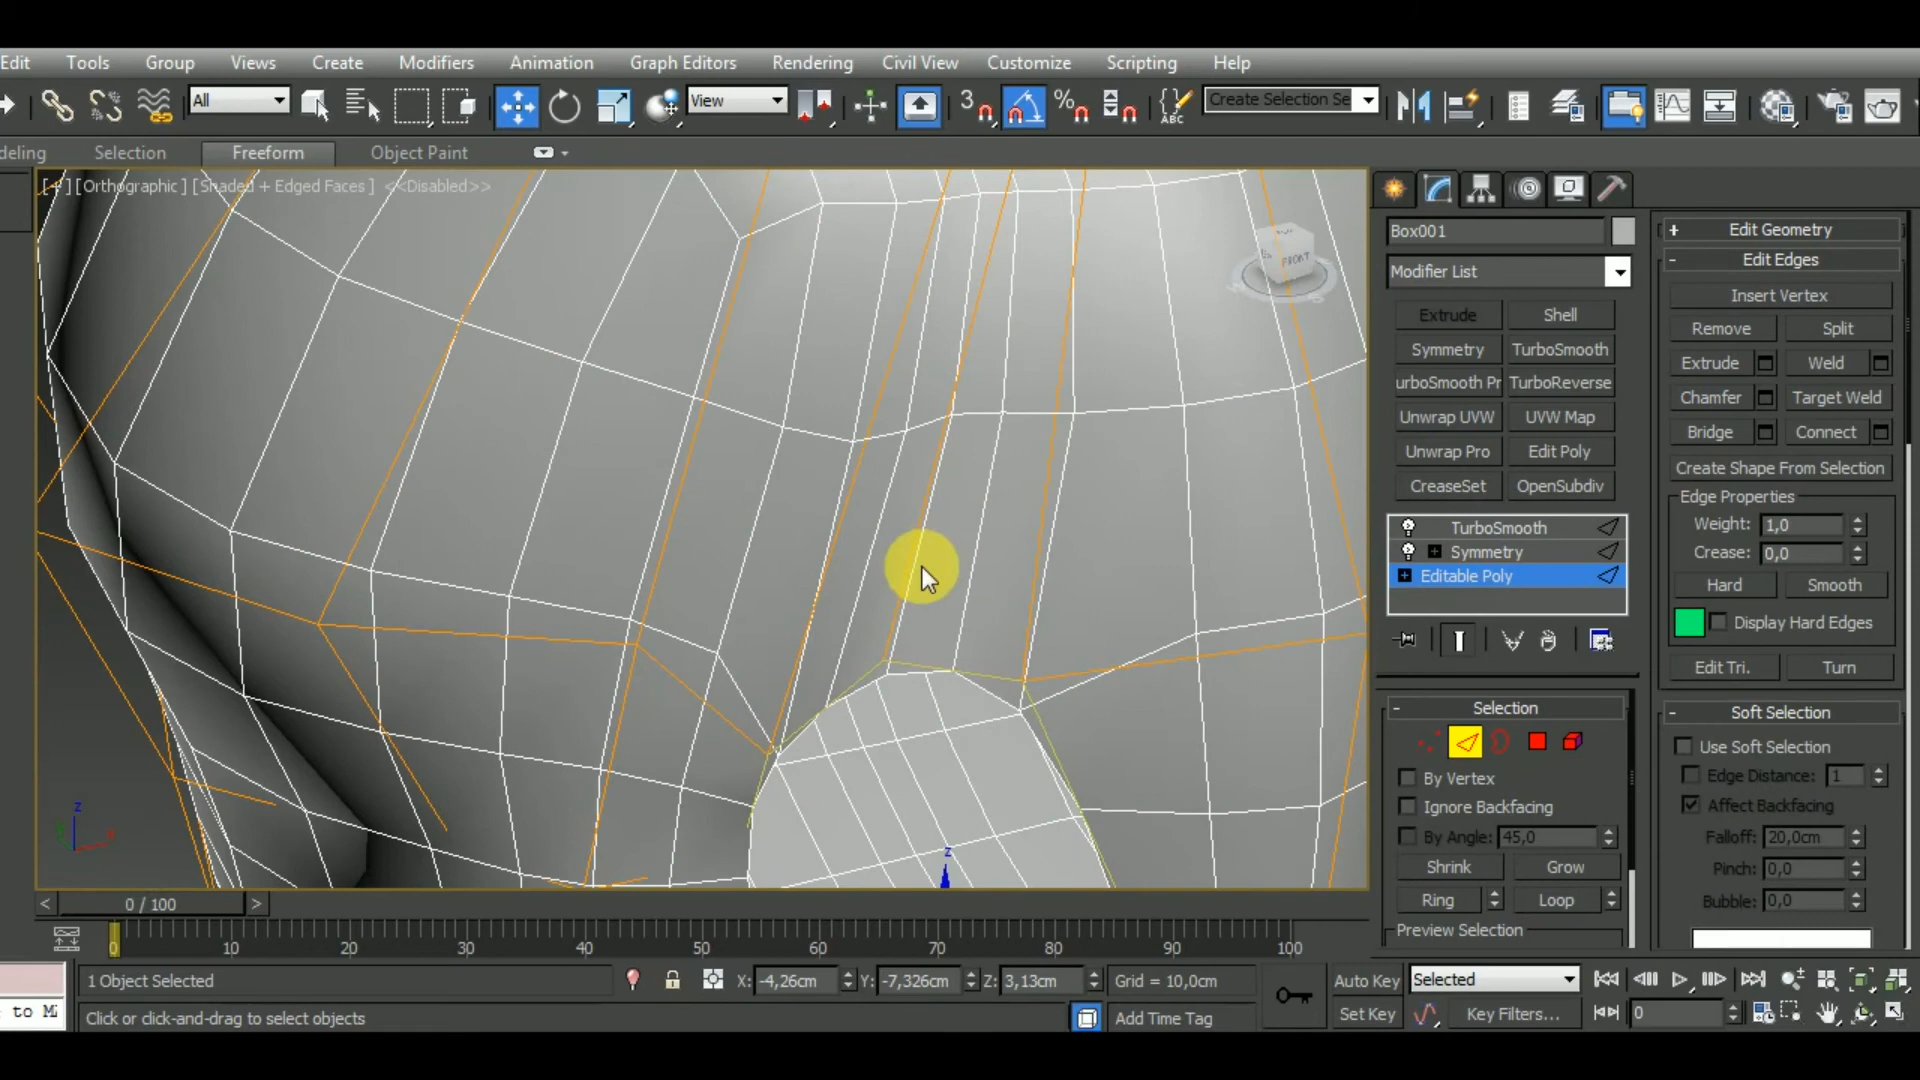 Edit Tools Group Views Create Modifiers Animation Graph Editors Rendering Civil View Customize Scripting Help
All View 3 % ABC Create Selection Se
deling Selection Freeform Object Paint
[+] [Orthographic] [Shaded + Edged Faces] <<Disabled>>
FRONT
z
z
Box001
Modifier List
Extrude Shell
Symmetry TurboSmooth
urboSmooth Pr TurboReverse
Unwrap UVW UVW Map
Unwrap Pro Edit Poly
CreaseSet OpenSubdiv
TurboSmooth
+ Symmetry
+ Editable Poly
- Selection
By Vertex
Ignore Backfacing
By Angle: 45,0
Shrink Grow
Ring Loop
Preview Selection
+ Edit Geometry
- Edit Edges
Insert Vertex
Remove Split
Extrude Weld
Chamfer Target Weld
Bridge Connect
Create Shape From Selection
Edge Properties
Weight: 1,0
Crease: 0,0
Hard Smooth
Display Hard Edges
Edit Tri. Turn
- Soft Selection
Use Soft Selection
Edge Distance: 1
Affect Backfacing
Falloff: 20,0cm
Pinch: 0,0
Bubble: 0,0
< 0 / 100 >
0 10 20 30 40 50 60 70 80 90 100
1 Object Selected X: -4,26cm Y: -7,326cm Z: 3,13cm Grid = 10,0cm Auto Key Selected
to Mi Click or click-and-drag to select objects Add Time Tag Set Key Key Filters... 0